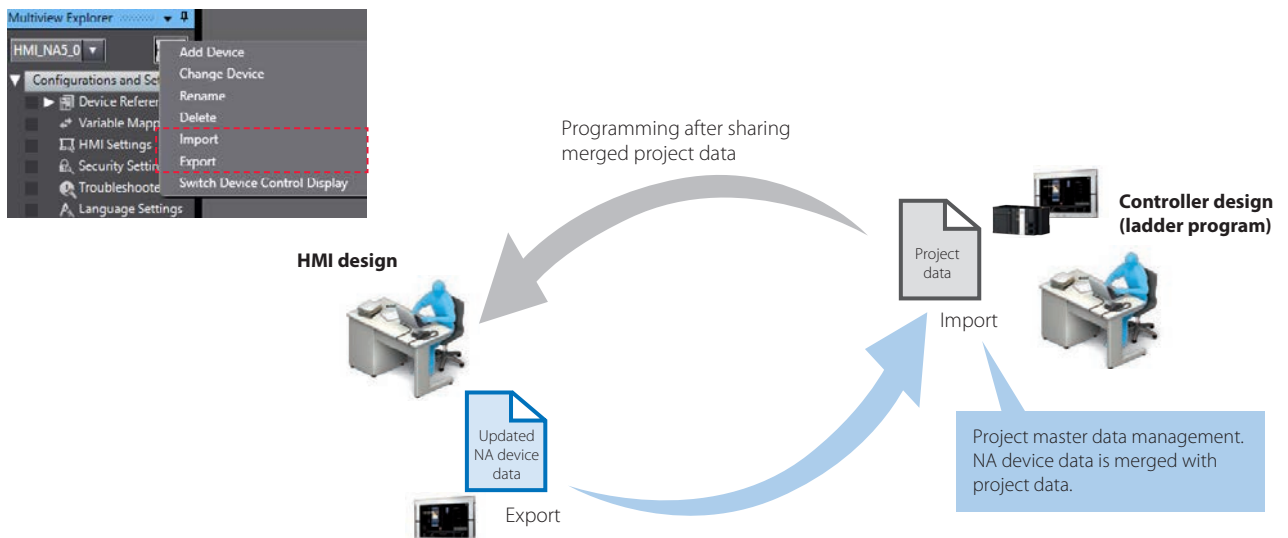 Multiview Explorer
HMI_NA5_0
Configurations and Set
Device Referen
Variable Mapp
HMI Settings
Security Settin
Troubleshoote
Language Settings
Add Device
Change Device
Rename
Delete
Import
Export
Switch Device Control Display
Programming after sharing
merged project data
HMI design
Updated
NA device
data
Export
Project
data
Import
Controller design
(ladder program)
Project master data management.
NA device data is merged with
project data.